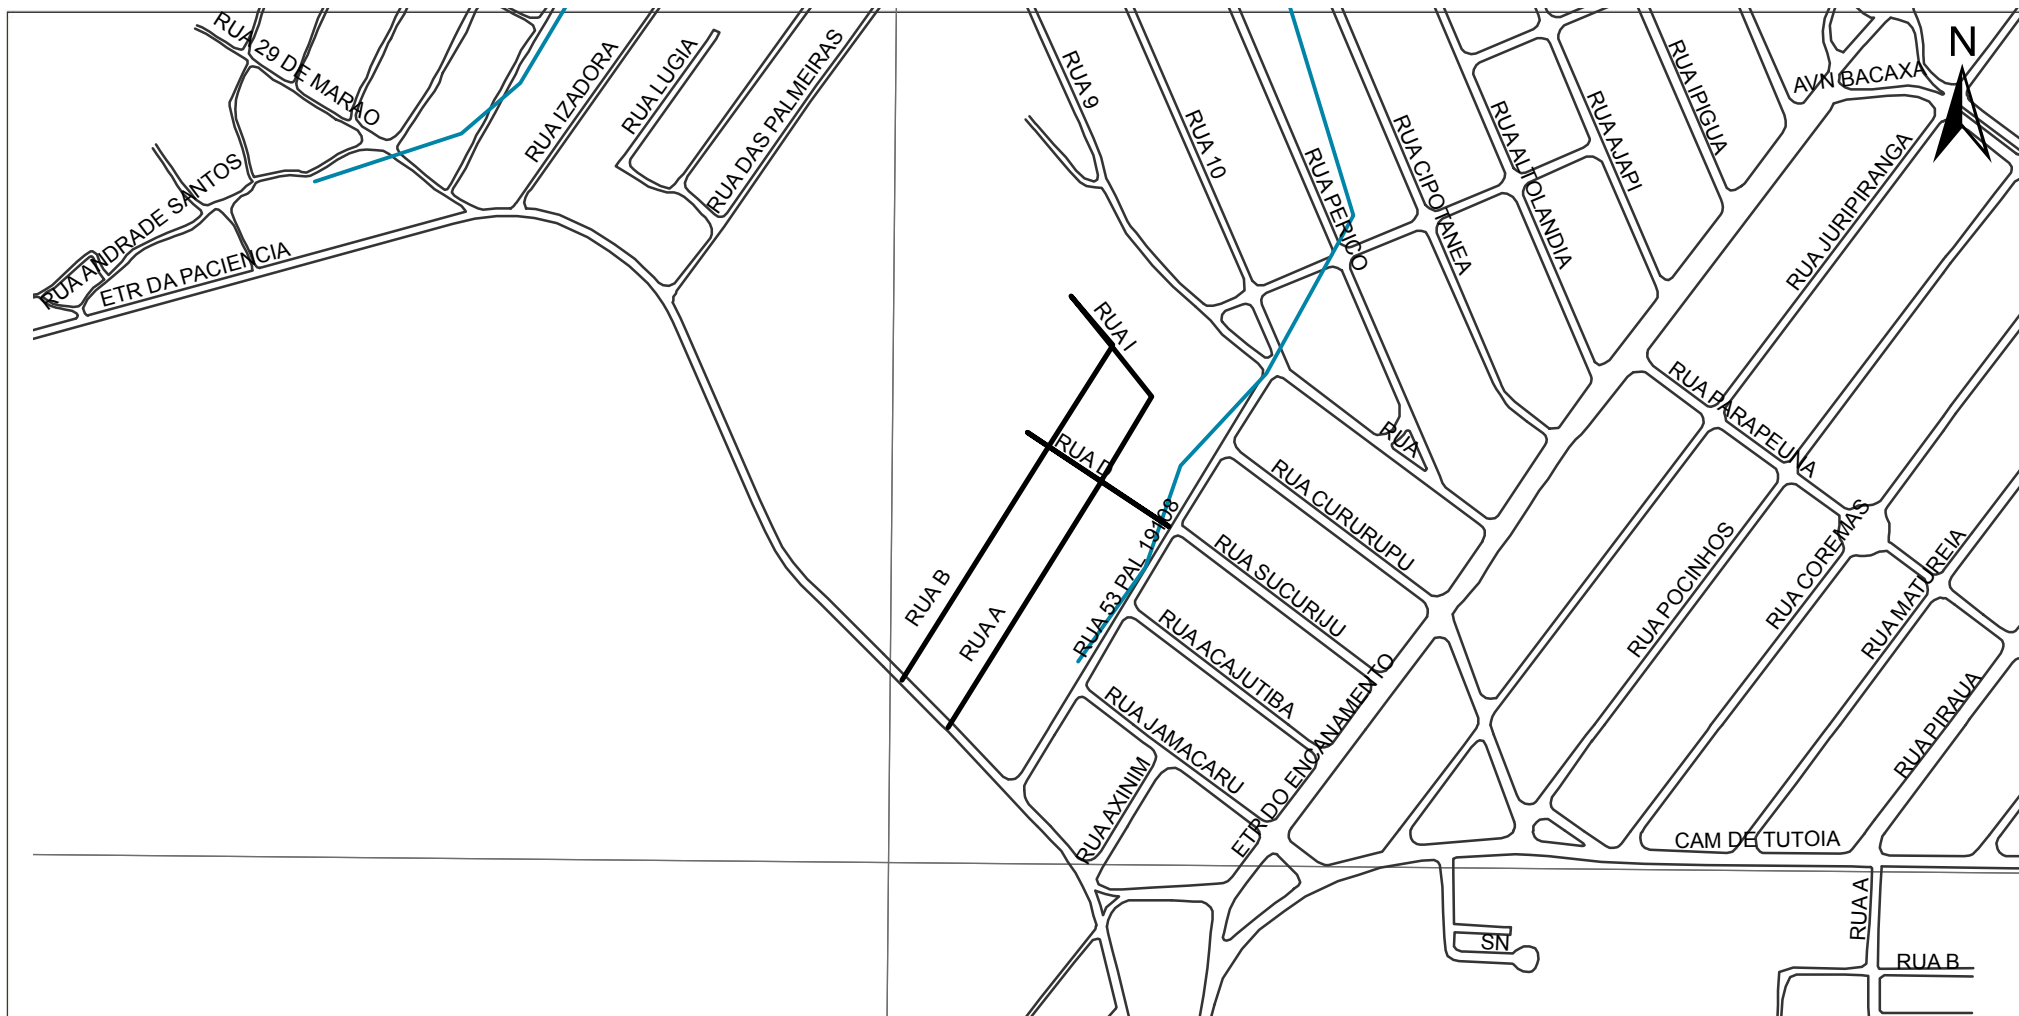 RUA 29 DE MARAO
RUA IZADORA
RUA LUGIA
RUA DAS PALMEIRAS
RUA 9
RUA 10
RUA PERICO
RUA CIPOTANEA
RUA ALTOLANDIA
RUA AJAPI
RUA IPIGUA
AVN BACAXA
N
RUA JURIPIRANGA
RUA ANDRADE SANTOS
ETR DA PACIENCIA
RUA I
RUA D
RUA B
RUA A
RUA 53 PAL 19108
RUA
RUA CURURUPU
RUA SUCURIJU
RUA ACAJUTIBA
RUA JAMACARU
RUA AXINIM
ETR DO ENCANAMENTO
RUA PARAPEUNA
RUA POCINHOS
RUA COREMAS
RUA MATUREIA
RUA PIRAUA
CAM DE TUTOIA
SN
RUA A
RUA B